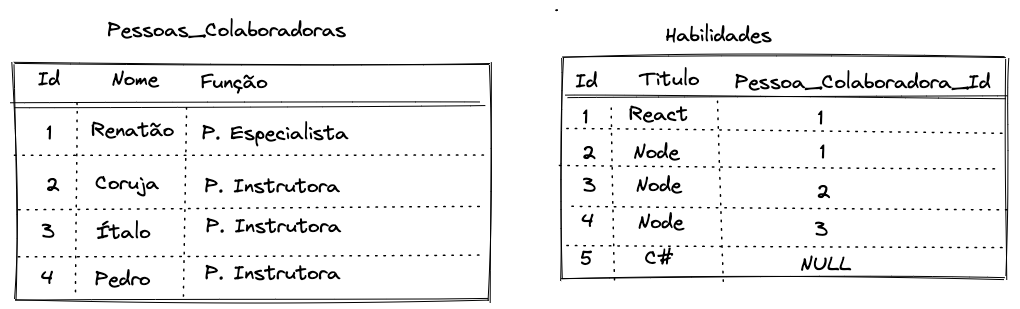 Pessoas_Colaboradoras
Id Nome Função
1 Renatão P. Especialista
2 Coruja P. Instrutora
3 Ítalo P. Instrutora
4 Pedro P. Instrutora
Habilidades
Id Titulo Pessoa_Colaboradora_Id
1 React 1
2 Node 1
3 Node 2
4 Node 3
5 C# NULL